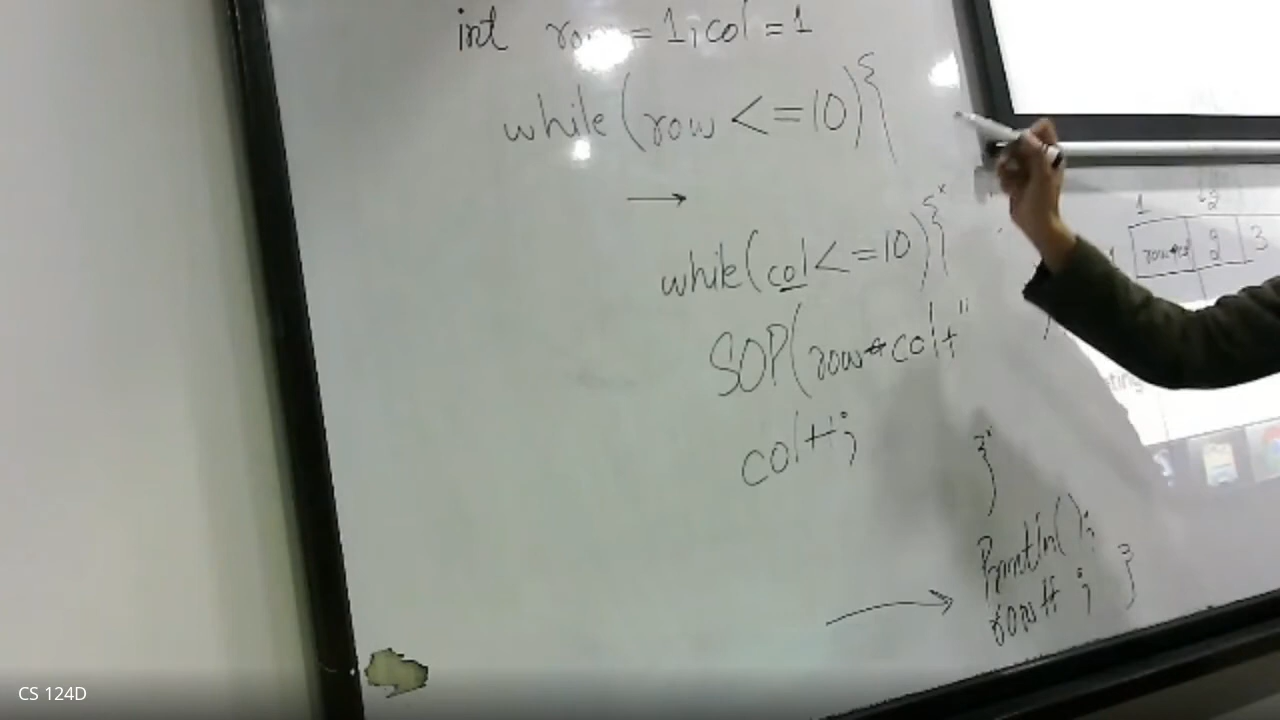 int row = 1; col = 1
while (row <= 10) {
→
while (col <= 10) {
SOP(row * col + "
col++;
}
Println();
→ row++ ; }
1 2
row*col 2 3
CS 124D